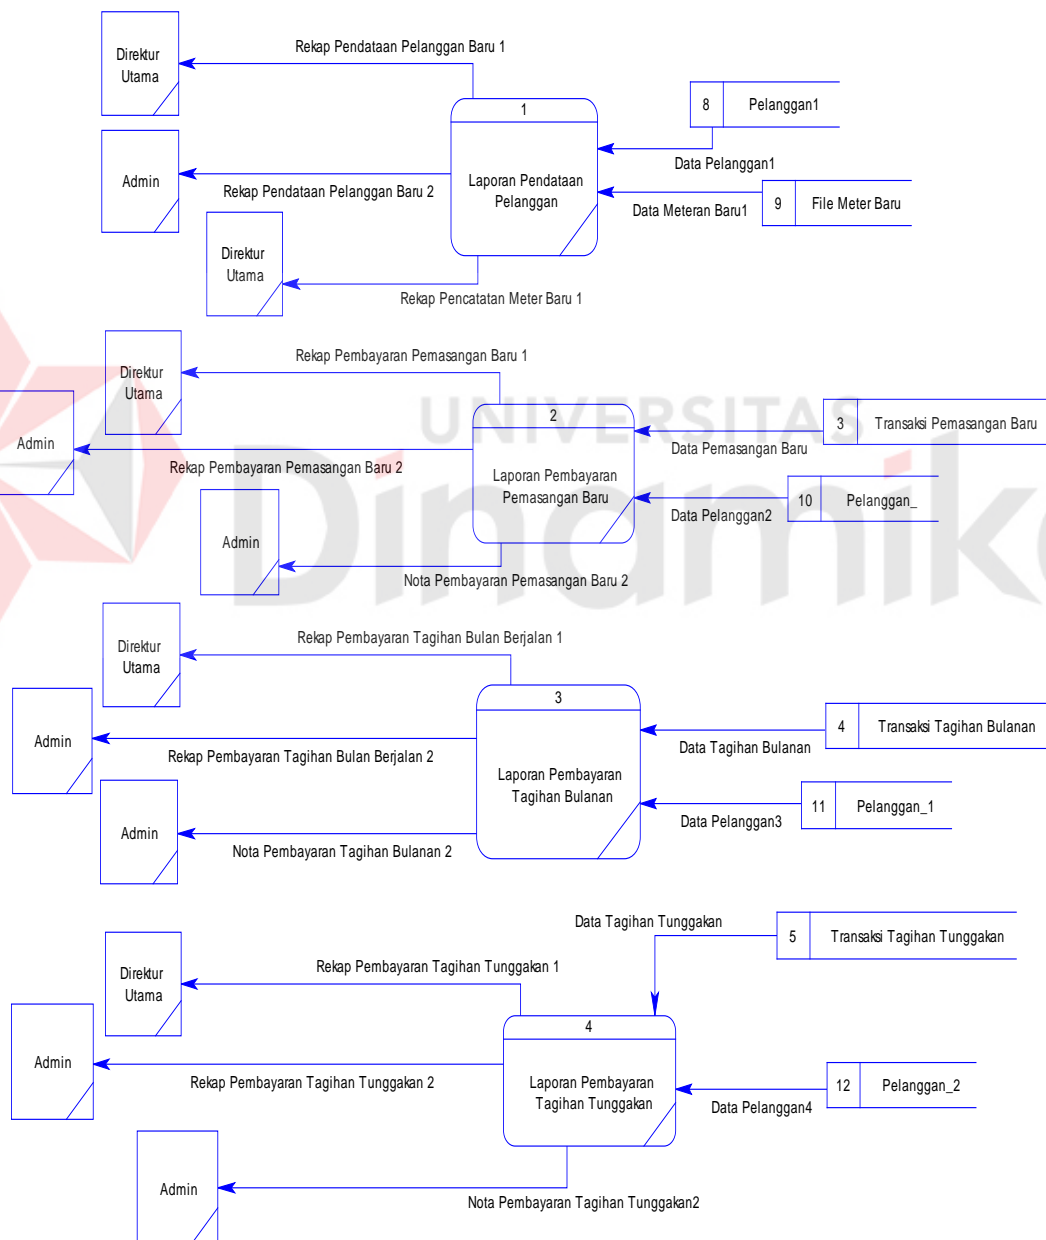 Direktur
Utama
Rekap Pendataan Pelanggan Baru 1
1
Laporan Pendataan
Pelanggan
8
Pelanggan1
Data Pelanggan1
Admin
Rekap Pendataan Pelanggan Baru 2
Data Meteran Baru1
9
File Meter Baru
Direktur
Utama
Rekap Pencatatan Meter Baru 1
Direktur
Utama
Rekap Pembayaran Pemasangan Baru 1
UNIVERSITAS
Dinamika
2
Laporan Pembayaran
Pemasangan Baru
3
Transaksi Pemasangan Baru
Data Pemasangan Baru
Admin
Rekap Pembayaran Pemasangan Baru 2
10
Pelanggan_
Data Pelanggan2
Admin
Nota Pembayaran Pemasangan Baru 2
Direktur
Utama
Rekap Pembayaran Tagihan Bulan Berjalan 1
3
Laporan Pembayaran
Tagihan Bulanan
4
Transaksi Tagihan Bulanan
Data Tagihan Bulanan
Admin
Rekap Pembayaran Tagihan Bulan Berjalan 2
11
Pelanggan_1
Data Pelanggan3
Admin
Nota Pembayaran Tagihan Bulanan 2
Data Tagihan Tunggakan
5
Transaksi Tagihan Tunggakan
Direktur
Utama
Rekap Pembayaran Tagihan Tunggakan 1
4
Laporan Pembayaran
Tagihan Tunggakan
Admin
Rekap Pembayaran Tagihan Tunggakan 2
12
Pelanggan_2
Data Pelanggan4
Admin
Nota Pembayaran Tagihan Tunggakan2